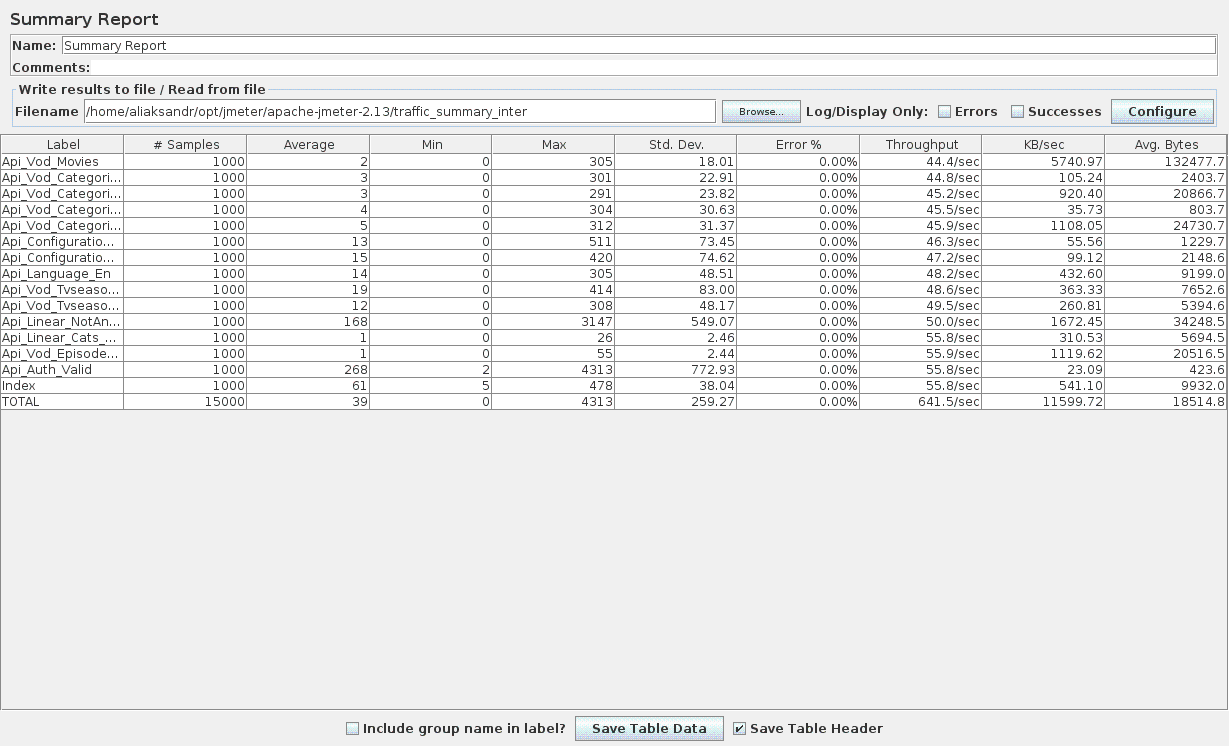 Summary Report
Name: Summary Report
Comments:
Write results to file / Read from file
Filename /home/aliaksandr/opt/jmeter/apache-jmeter-2.13/traffic_summary_inter Browse... Log/Display Only: Errors Successes Configure
Label # Samples Average Min Max Std. Dev. Error % Throughput KB/sec Avg. Bytes
Api_Vod_Movies 1000 2 0 305 18.01 0.00% 44.4/sec 5740.97 132477.7
Api_Vod_Categori... 1000 3 0 301 22.91 0.00% 44.8/sec 105.24 2403.7
Api_Vod_Categori... 1000 3 0 291 23.82 0.00% 45.2/sec 920.40 20866.7
Api_Vod_Categori... 1000 4 0 304 30.63 0.00% 45.5/sec 35.73 803.7
Api_Vod_Categori... 1000 5 0 312 31.37 0.00% 45.9/sec 1108.05 24730.7
Api_Configuratio... 1000 13 0 511 73.45 0.00% 46.3/sec 55.56 1229.7
Api_Configuratio... 1000 15 0 420 74.62 0.00% 47.2/sec 99.12 2148.6
Api_Language_En 1000 14 0 305 48.51 0.00% 48.2/sec 432.60 9199.0
Api_Vod_Tvseaso... 1000 19 0 414 83.00 0.00% 48.6/sec 363.33 7652.6
Api_Vod_Tvseaso... 1000 12 0 308 48.17 0.00% 49.5/sec 260.81 5394.6
Api_Linear_NotAn... 1000 168 0 3147 549.07 0.00% 50.0/sec 1672.45 34248.5
Api_Linear_Cats_... 1000 1 0 26 2.46 0.00% 55.8/sec 310.53 5694.5
Api_Vod_Episode... 1000 1 0 55 2.44 0.00% 55.9/sec 1119.62 20516.5
Api_Auth_Valid 1000 268 2 4313 772.93 0.00% 55.8/sec 23.09 423.6
Index 1000 61 5 478 38.04 0.00% 55.8/sec 541.10 9932.0
TOTAL 15000 39 0 4313 259.27 0.00% 641.5/sec 11599.72 18514.8
Include group name in label? Save Table Data Save Table Header